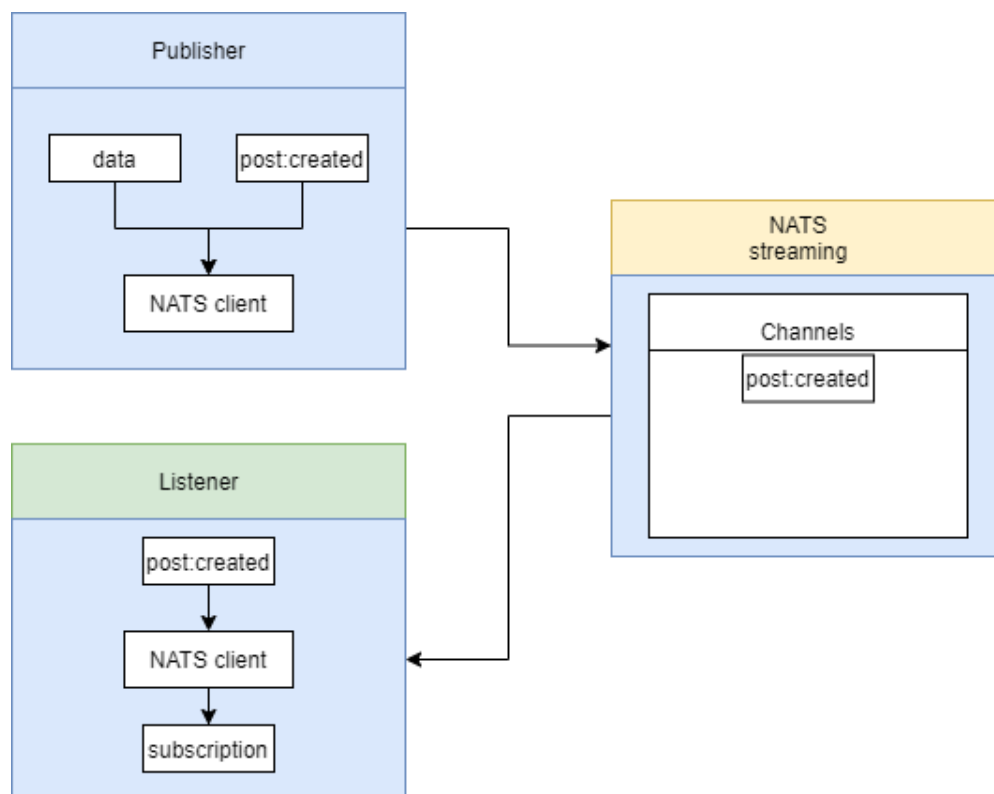 Publisher
data
post:created
NATS client
NATS
streaming
Channels
post:created
Listener
post:created
NATS client
subscription